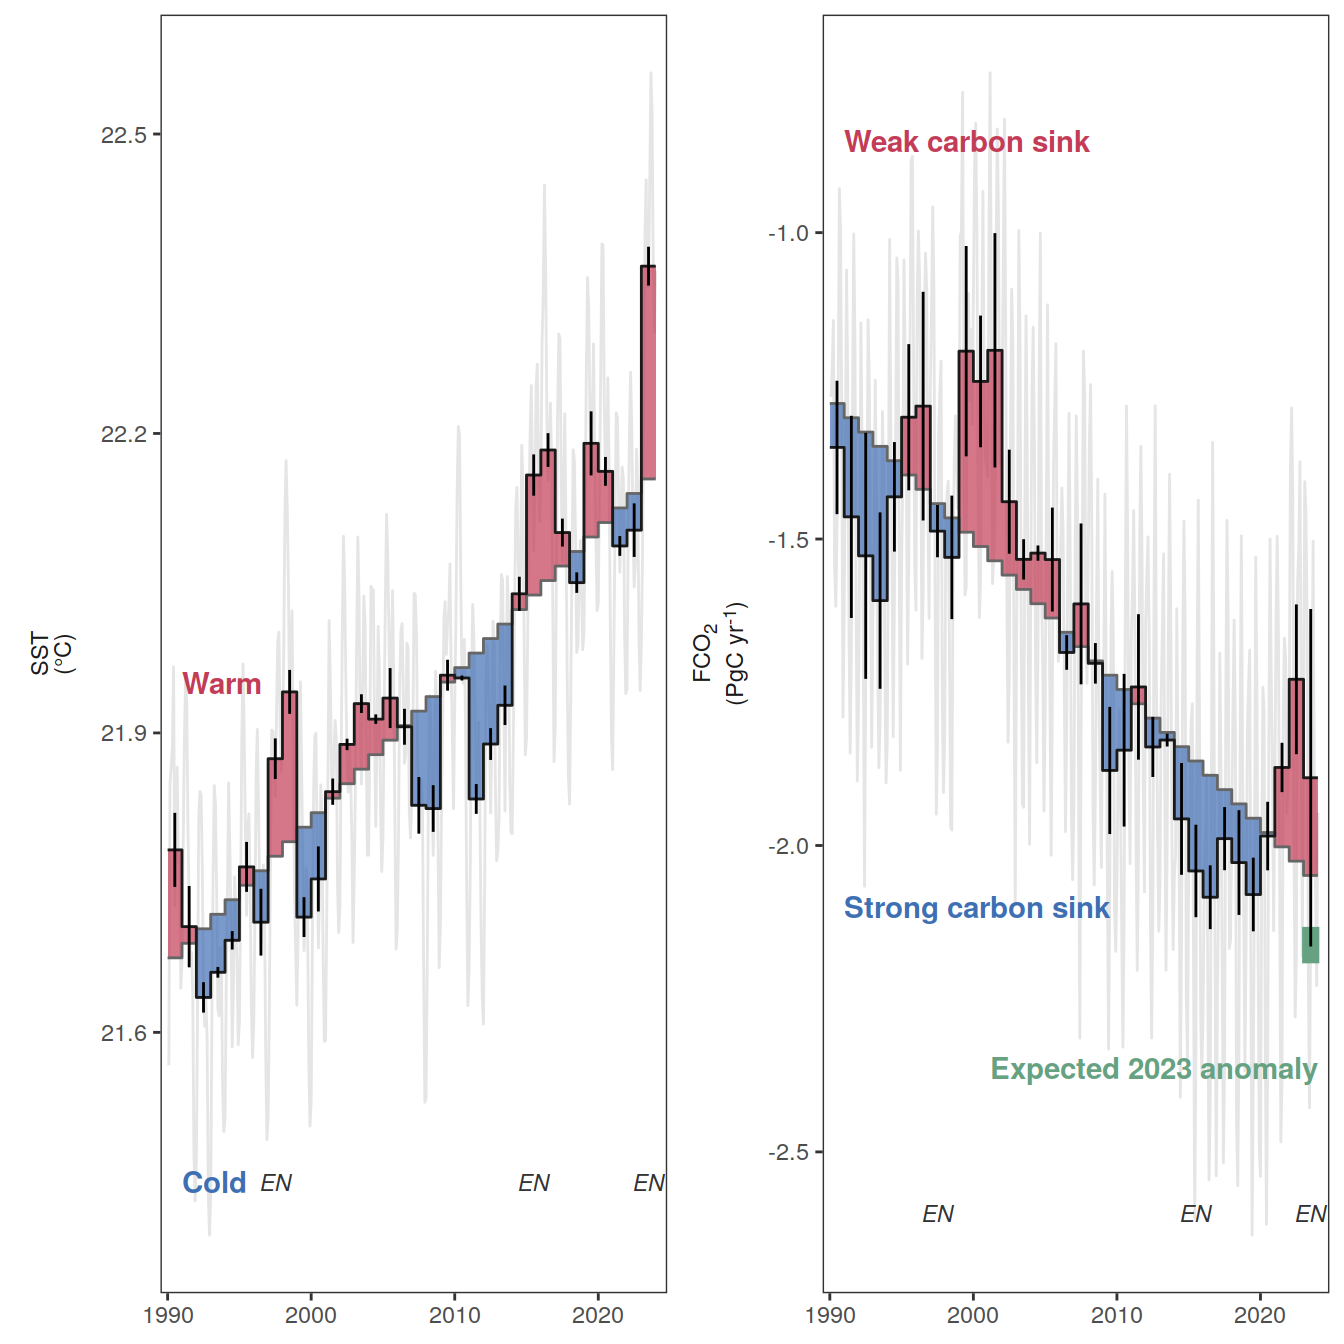 22.5
22.2
21.9
21.6
SST
(°C)
Warm
Cold
EN
EN
EN
1990
2000
2010
2020
-1.0
-1.5
-2.0
-2.5
FCO₂
(PgC yr⁻¹)
Weak carbon sink
Strong carbon sink
Expected 2023 anomaly
EN
EN
EN
1990
2000
2010
2020